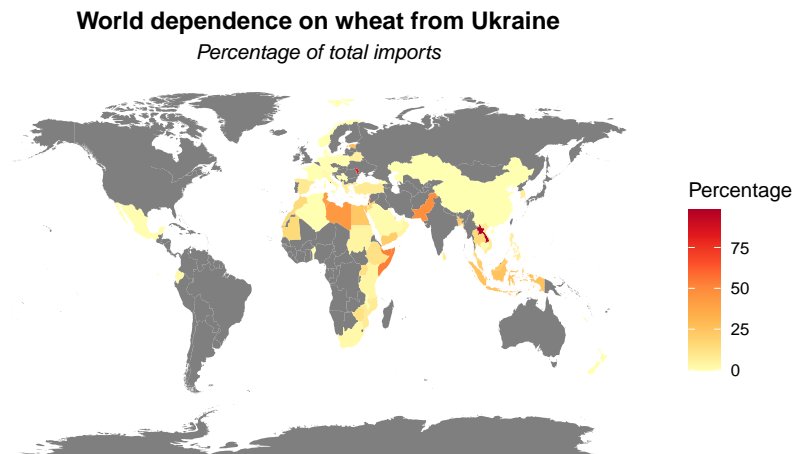 World dependence on wheat from Ukraine
Percentage of total imports
Percentage
75
50
25
0